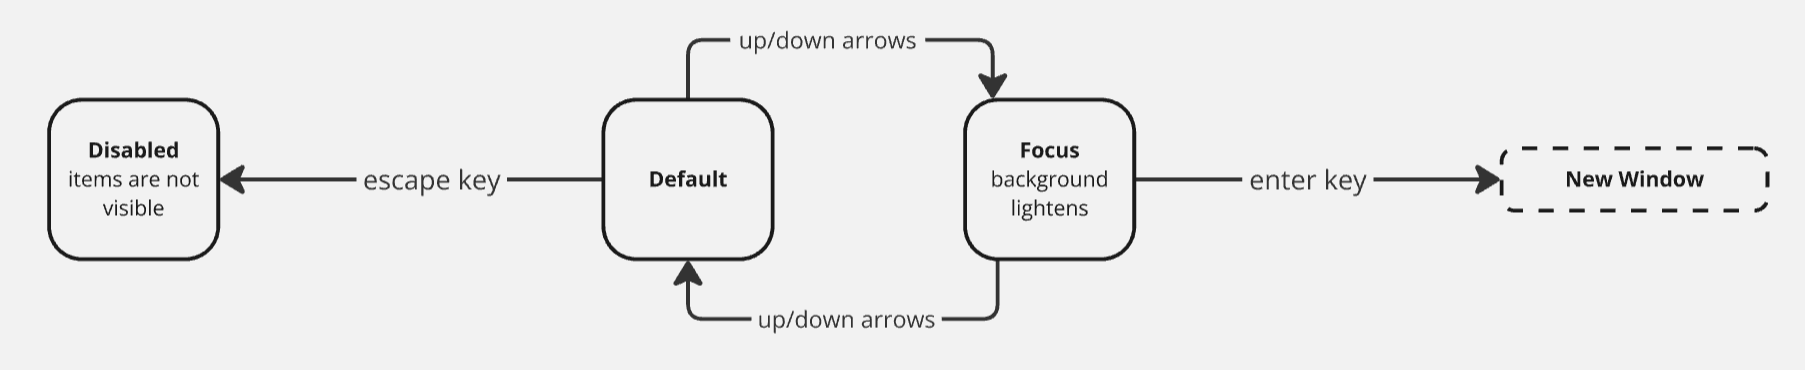 up/down arrows
Disabled
items are not
visible
escape key
Default
Focus
background
lightens
enter key
New Window
up/down arrows